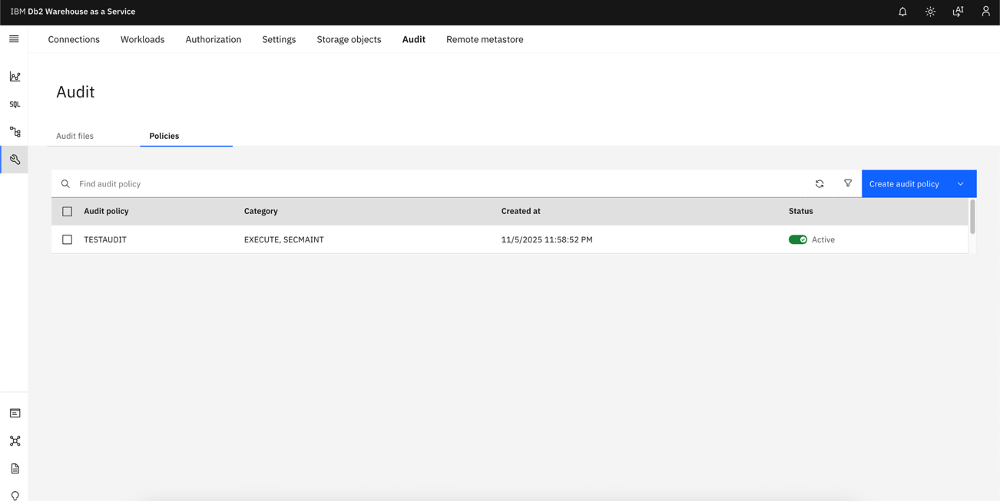 IBM Db2 Warehouse as a Service
AI
Connections Workloads Authorization Settings Storage objects Audit Remote metastore
SQL
Audit
Audit files Policies
Find audit policy
Create audit policy
Audit policy Category Created at Status
TESTAUDIT EXECUTE, SECMAINT 11/5/2025 11:58:52 PM Active